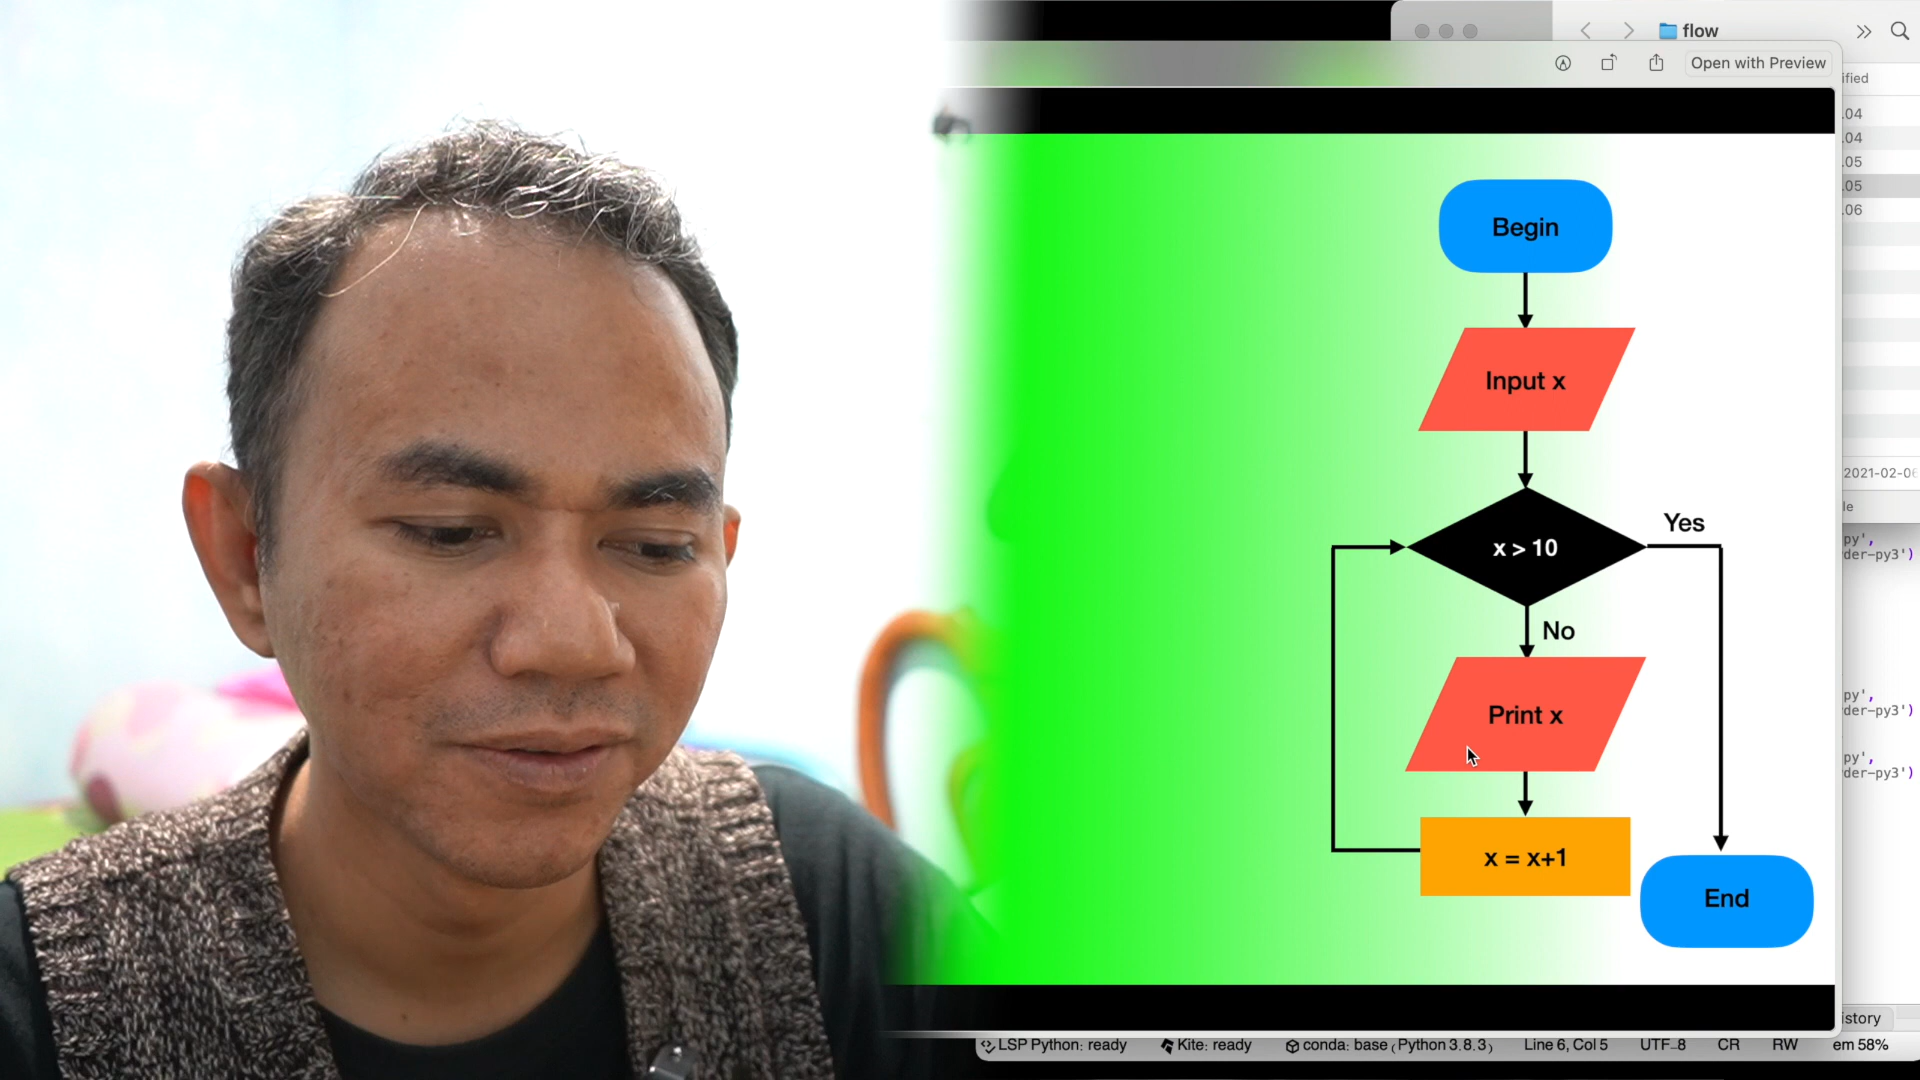 flow
Open with Preview
ified
.04
.04
.05
.05
.06
Begin
Input x
2021-02-06
le
Yes
x > 10
py',
der-py3')
No
py',
der-py3')
Print x
py',
der-py3')
x = x+1
End
istory
LSP Python: ready
Kite: ready
conda: base (Python 3.8.3)
Line 6, Col 5
UTF-8
CR
RW
em 58%